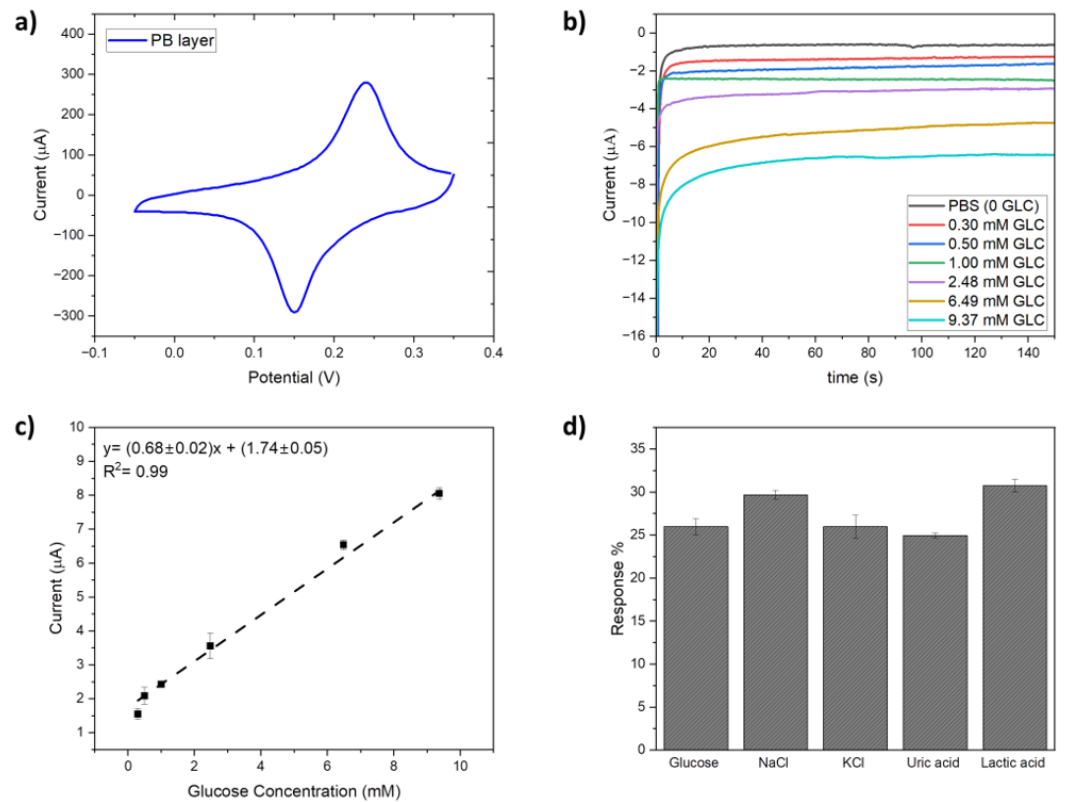 a)
PB layer
400
300
200
100
0
−100
−200
−300
Current (µA)
−0.1
0.0
0.1
0.2
0.3
0.4
Potential (V)
b)
0
−2
−4
−6
−8
−10
−12
−14
−16
Current (µA)
PBS (0 GLC)
0.30 mM GLC
0.50 mM GLC
1.00 mM GLC
2.48 mM GLC
6.49 mM GLC
9.37 mM GLC
0
20
40
60
80
100
120
140
time (s)
c)
y= (0.68±0.02)x + (1.74±0.05)
R²= 0.99
10
9
8
7
6
5
4
3
2
1
Current (µA)
0
2
4
6
8
10
Glucose Concentration (mM)
d)
35
30
25
20
15
10
5
0
Response %
Glucose
NaCl
KCl
Uric acid
Lactic acid